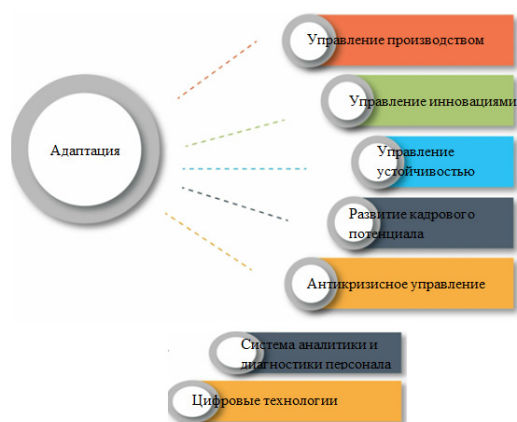 Адаптация
Управление производством
Управление инновациями
Управление
устойчивостью
Развитие кадрового
потенциала
Антикризисное управление
Система аналитики и
диагностики персонала
Цифровые технологии